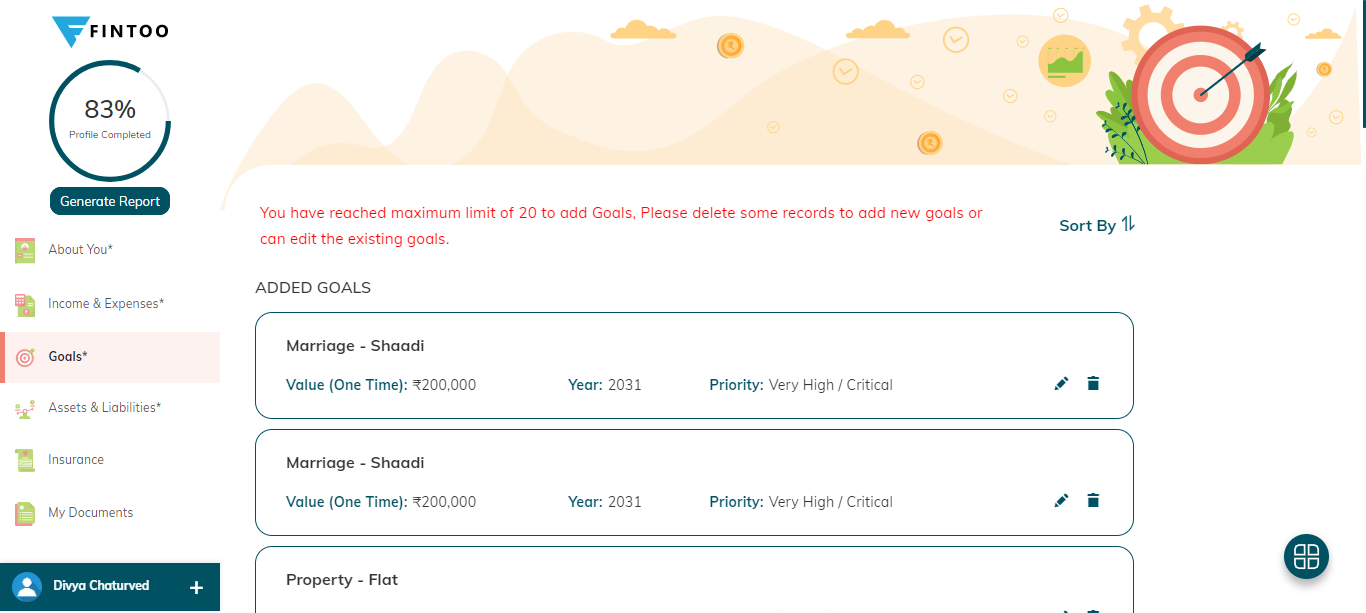 FINTOO
83%
Profile Completed
Generate Report
About You*
Income & Expenses*
Goals*
Assets & Liabilities*
Insurance
My Documents
Divya Chaturved
+
You have reached maximum limit of 20 to add Goals, Please delete some records to add new goals or
can edit the existing goals.
Sort By
ADDED GOALS
Marriage - Shaadi
Value (One Time): ₹200,000 Year: 2031 Priority: Very High / Critical
Marriage - Shaadi
Value (One Time): ₹200,000 Year: 2031 Priority: Very High / Critical
Property - Flat